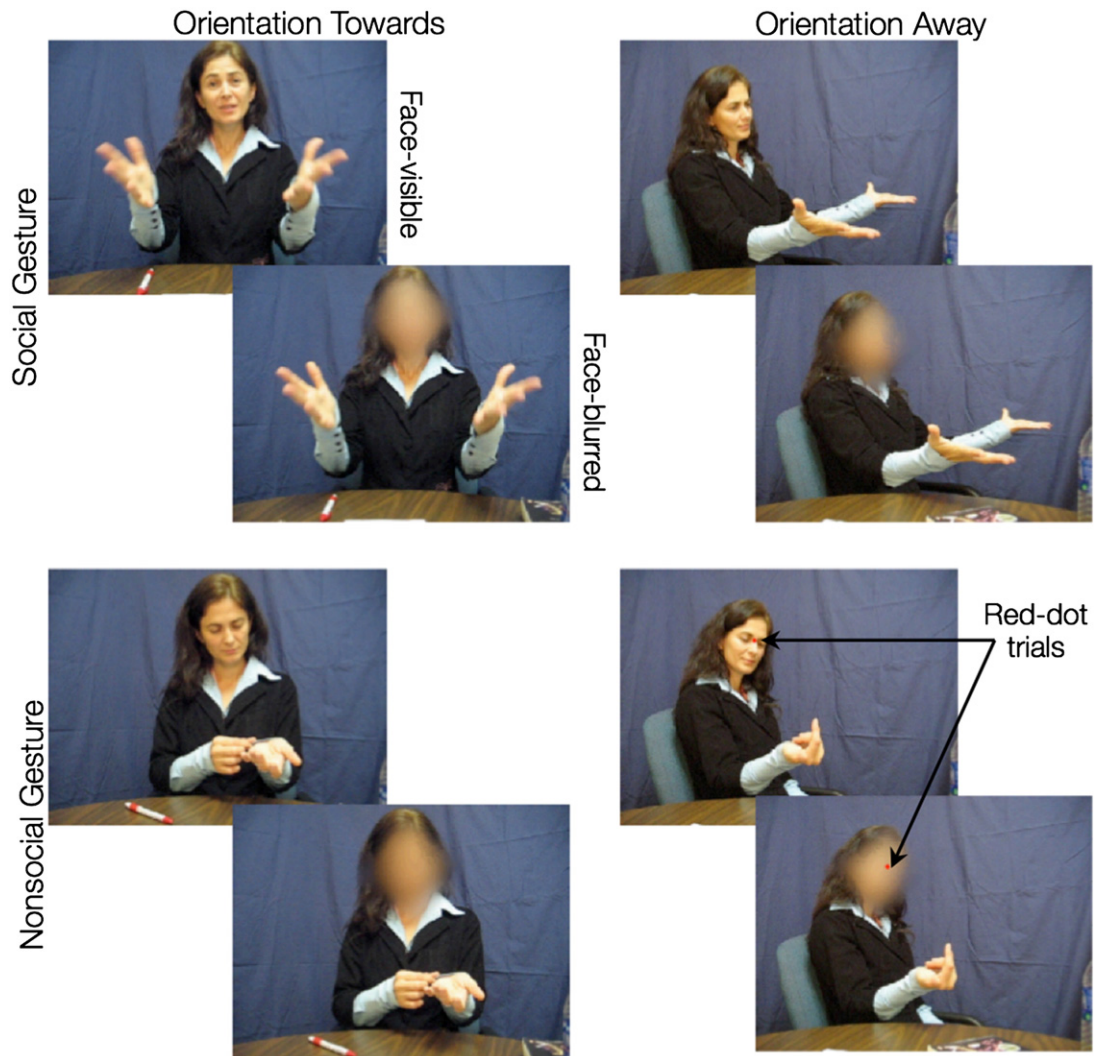 Orientation Towards
Orientation Away
Social Gesture
Face-visible
Face-blurred
Nonsocial Gesture
Red-dot
trials